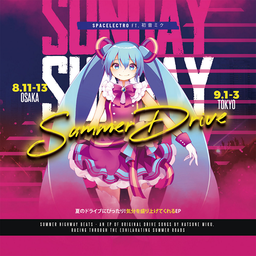 SUNDAY
SPACELECTRO FT. 初音ミク
SUNDAY
8.11-13
OSAKA
9.1-3
TOKYO
Summer Drive
夏のドライブにぴったり!気分を盛り上げてくれるEP
SUMMER HIGHWAY BEATS - AN EP OF ORIGINAL DRIVE SONGS BY HATSUNE MIKU,
RACING THROUGH THE EXHILARATING SUMMER ROADS